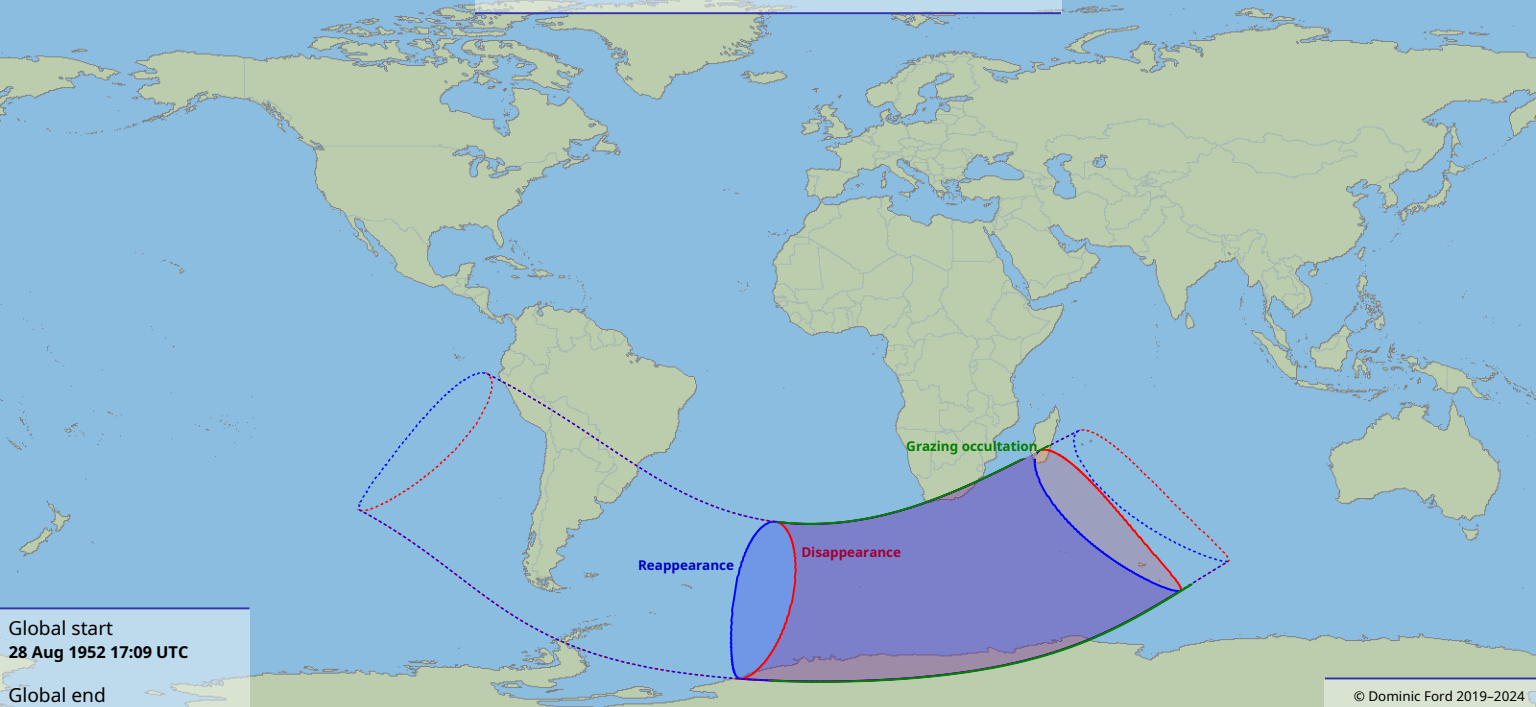 Grazing occultation
Disappearance
Reappearance
Global start
28 Aug 1952 17:09 UTC
Global end
© Dominic Ford 2019–2024